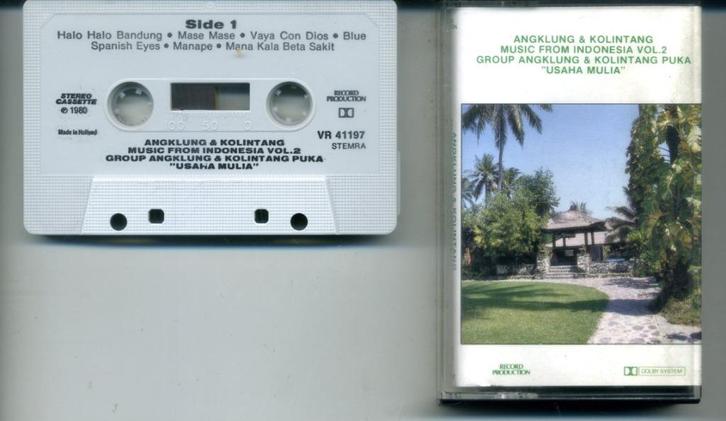 Side 1
Halo Halo Bandung • Mase Mase • Vaya Con Dios • Blue
Spanish Eyes • Manape • Mana Kala Beta Sakit
STEREO
CASSETTE
℗ 1980
Made in Holland
RECORD
PRODUCTION
VR 41197
STEMRA
ANGKLUNG & KOLINTANG
MUSIC FROM INDONESIA VOL.2
GROUP ANGKLUNG & KOLINTANG PUKA
"USAHA MULIA"
ANGKLUNG & KOLINTANG
MUSIC FROM INDONESIA VOL.2
GROUP ANGKLUNG & KOLINTANG PUKA
"USAHA MULIA"
ANGKLUNG & KOLINTANG
RECORD
PRODUCTION
DOLBY SYSTEM